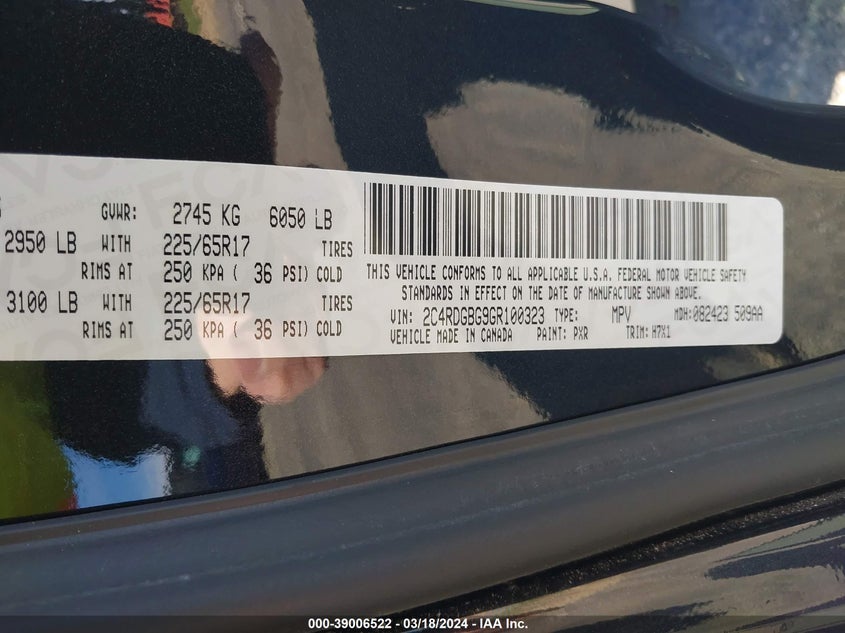 GVWR: 2745 KG 6050 LB
2950 LB WITH 225/65R17 TIRES
RIMS AT 250 KPA ( 36 PSI) COLD
3100 LB WITH 225/65R17 TIRES
RIMS AT 250 KPA ( 36 PSI) COLD
THIS VEHICLE CONFORMS TO ALL APPLICABLE U.S.A. FEDERAL MOTOR VEHICLE SAFETY
STANDARDS IN EFFECT ON THE DATE OF MANUFACTURE SHOWN ABOVE.
VIN: 2C4RDGBG9GR100323 TYPE: MPV MDH: 082423 509AA
VEHICLE MADE IN CANADA PAINT: PXR TRIM: H7X1
000-39006522 - 03/18/2024 - IAA Inc.